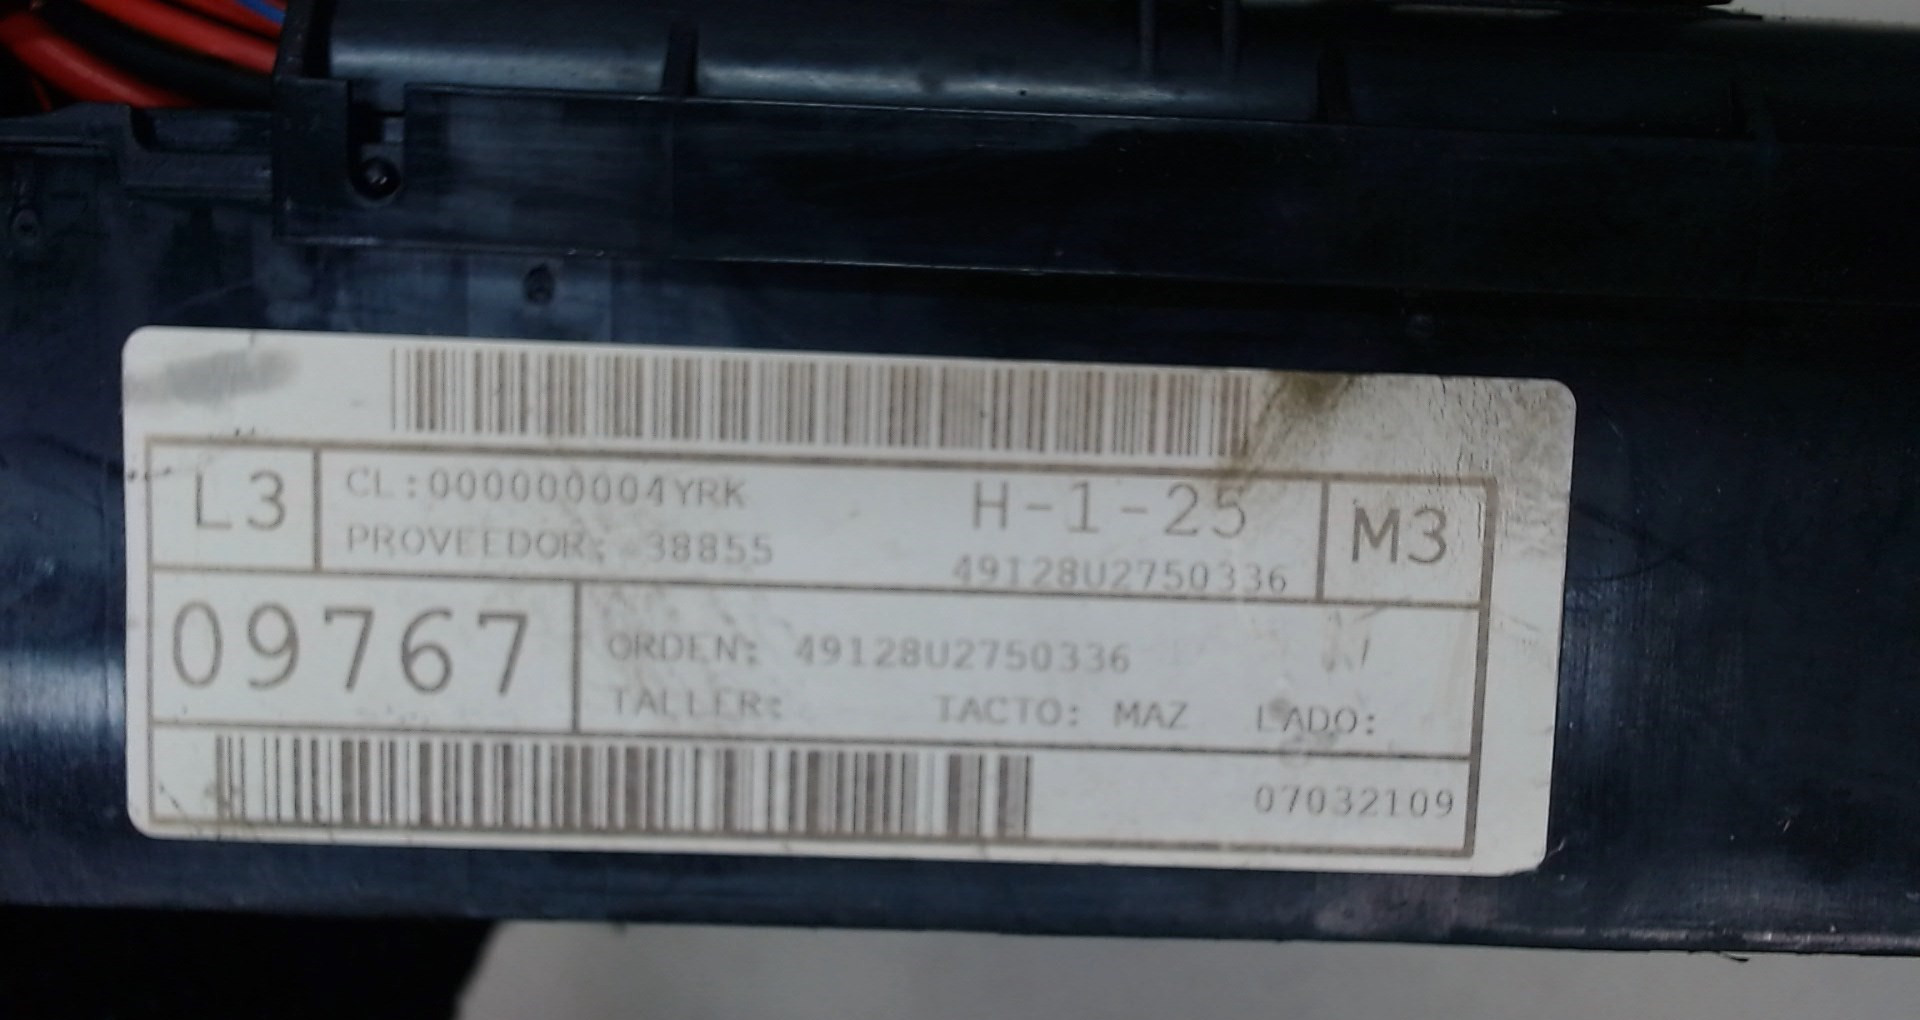 L3
CL:000000004YRK
H-1-25
M3
PROVEEDOR: 38855
49128U2750336
09767
ORDEN: 49128U2750336
TALLER: TACTO: MAZ LADO:
07032109